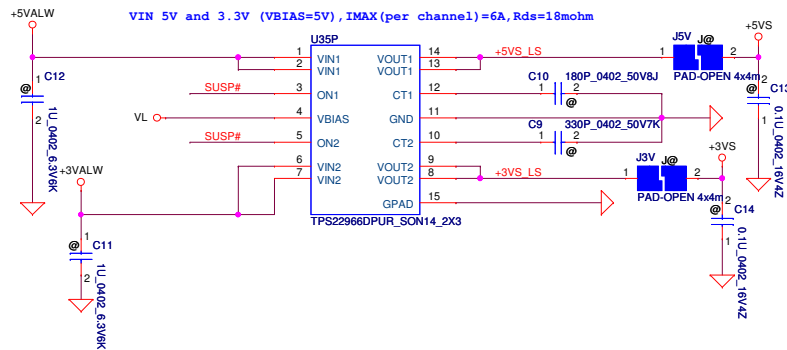 VIN 5V and 3.3V (VBIAS=5V),IMAX(per channel)=6A,Rds=18mohm
+5VALW
U35P
J5V
J@
+5VS
1
VIN1
VOUT1
14
+5VS_LS
1
2
2
VIN1
VOUT1
13
PAD-OPEN 4x4m
1
C12
@
2
1U_0402_6.3V6K
SUSP#
3
ON1
CT1
12
C10
180P_0402_50V8J
1
2
@
VL
4
VBIAS
GND
11
C9
330P_0402_50V7K
SUSP#
5
ON2
CT2
10
1
2
@
2
C13
@
1
0.1U_0402_16V4Z
+3VALW
6
VIN2
VOUT2
9
7
VIN2
VOUT2
8
+3VS_LS
J3V
J@
+3VS
1
2
PAD-OPEN 4x4m
GPAD
15
TPS22966DPUR_SON14_2X3
1
@
C11
2
1U_0402_6.3V6K
2
@
C14
1
0.1U_0402_16V4Z